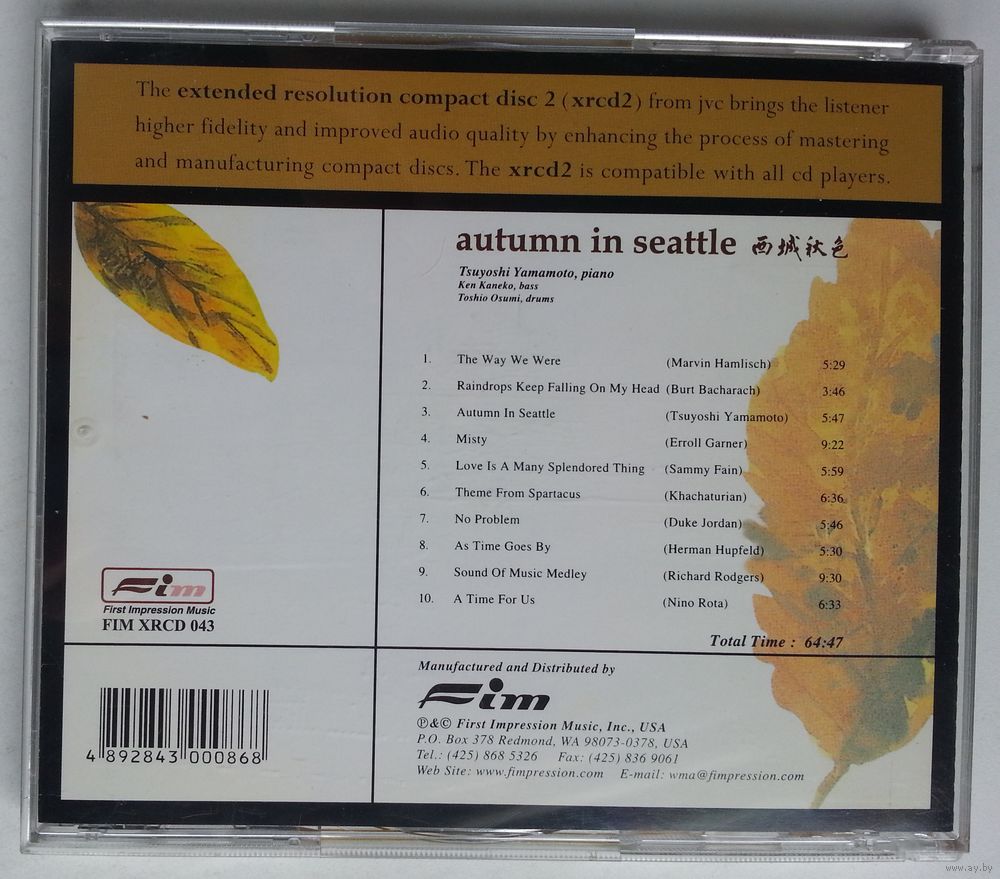 The extended resolution compact disc 2 (xrcd2) from jvc brings the listener
higher fidelity and improved audio quality by enhancing the process of mastering
and manufacturing compact discs. The xrcd2 is compatible with all cd players.
autumn in seattle 西城秋色
Tsuyoshi Yamamoto, piano
Ken Kaneko, bass
Toshio Osumi, drums
1. The Way We Were (Marvin Hamlisch) 5:29
2. Raindrops Keep Falling On My Head (Burt Bacharach) 3:46
3. Autumn In Seattle (Tsuyoshi Yamamoto) 5:47
4. Misty (Erroll Garner) 9:22
5. Love Is A Many Splendored Thing (Sammy Fain) 5:59
6. Theme From Spartacus (Khachaturian) 6:36
7. No Problem (Duke Jordan) 5:46
8. As Time Goes By (Herman Hupfeld) 5:30
9. Sound Of Music Medley (Richard Rodgers) 9:30
10. A Time For Us (Nino Rota) 6:33
Total Time : 64:47
Fim
First Impression Music
FIM XRCD 043
4 892843 000868
Manufactured and Distributed by
Fim
℗&© First Impression Music, Inc., USA
P.O. Box 378 Redmond, WA 98073-0378, USA
Tel.: (425) 868 5326 Fax: (425) 836 9061
Web Site: www.fimpression.com E-mail: wma@fimpression.com
www.ay.by